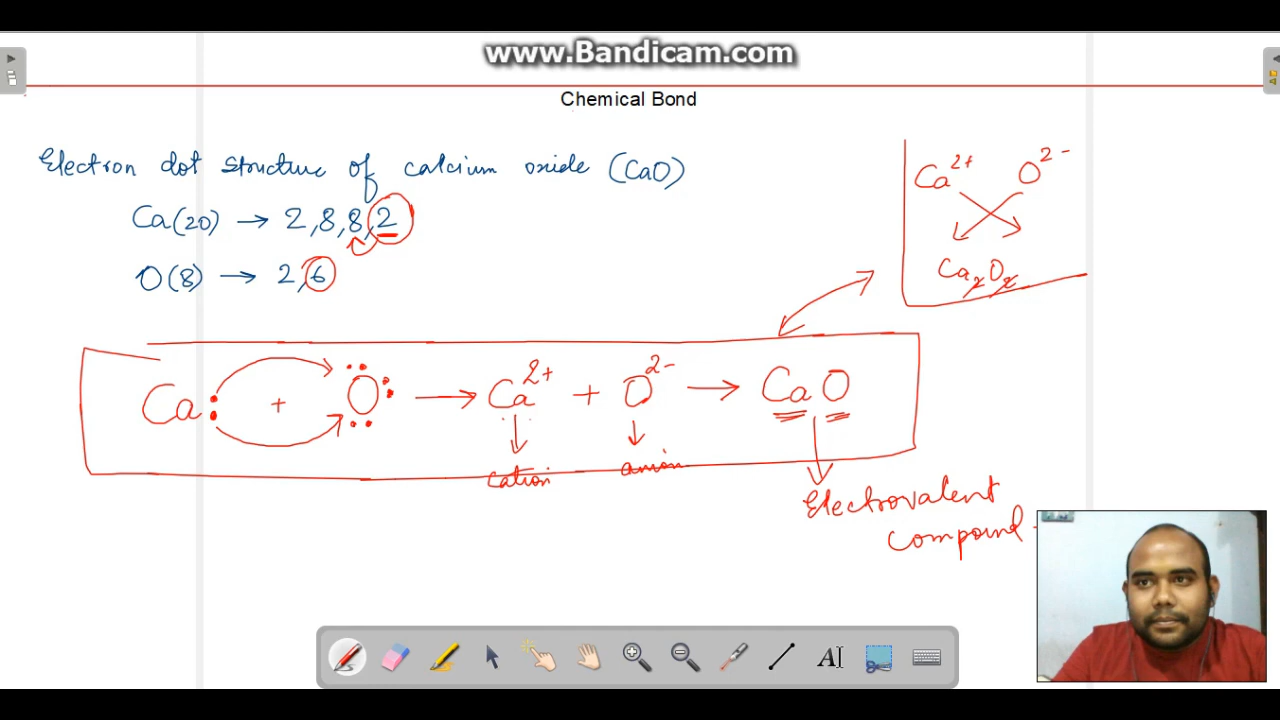 www.Bandicam.com
Chemical Bond
Electron dot structure of calcium oxide (CaO)
Ca(20) → 2,8,8,2
O(8) → 2,6
Ca²⁺ O²⁻
Ca₂O₂
Ca: + O → Ca²⁺ + O²⁻ → CaO
cation
anion
Electrovalent
compound
A